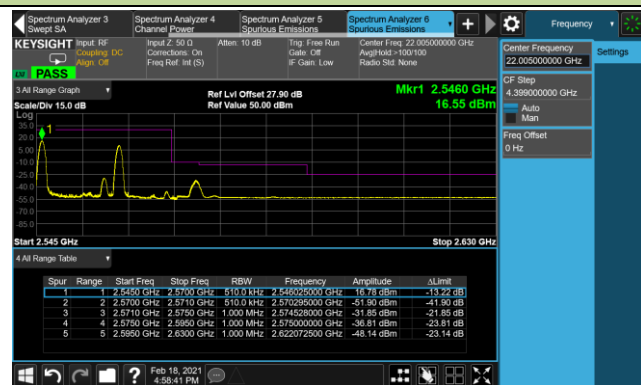 Spectrum Analyzer 3
Swept SA
Spectrum Analyzer 4
Channel Power
Spectrum Analyzer 5
Spurious Emissions
Spectrum Analyzer 6
Spurious Emissions
Frequency
KEYSIGHT
Input: RF
Coupling: DC
Align: Off
Input Z: 50 Ω
Corrections: On
Freq Ref: Int (S)
Atten: 10 dB
Trig: Free Run
Gate: Off
IF Gain: Low
Center Freq: 22.005000000 GHz
Avg|Hold:>100/100
Radio Std: None
PASS
Center Frequency
22.005000000 GHz
Settings
CF Step
4.399000000 GHz
Auto
Man
Freq Offset
0 Hz
3 All Range Graph
Scale/Div 15.0 dB
Ref Lvl Offset 27.90 dB
Ref Value 50.00 dBm
Mkr1 2.5460 GHz
16.55 dBm
Log
35.0
20.0
5.00
-10.0
-25.0
-40.0
-55.0
-70.0
-85.0
1
Start 2.545 GHz
Stop 2.630 GHz
4 All Range Table
Spur Range Start Freq Stop Freq RBW Frequency Amplitude ΔLimit
1 1 2.5450 GHz 2.5700 GHz 510.0 kHz 2.546025000 GHz 16.78 dBm -13.22 dB
2 2 2.5700 GHz 2.5710 GHz 510.0 kHz 2.570295000 GHz -51.90 dBm -41.90 dB
3 3 2.5710 GHz 2.5750 GHz 1.000 MHz 2.574528000 GHz -31.85 dBm -21.85 dB
4 4 2.5750 GHz 2.5950 GHz 1.000 MHz 2.575000000 GHz -36.81 dBm -23.81 dB
5 5 2.5950 GHz 2.6300 GHz 1.000 MHz 2.622072500 GHz -48.14 dBm -23.14 dB
Feb 18, 2021
4:58:41 PM